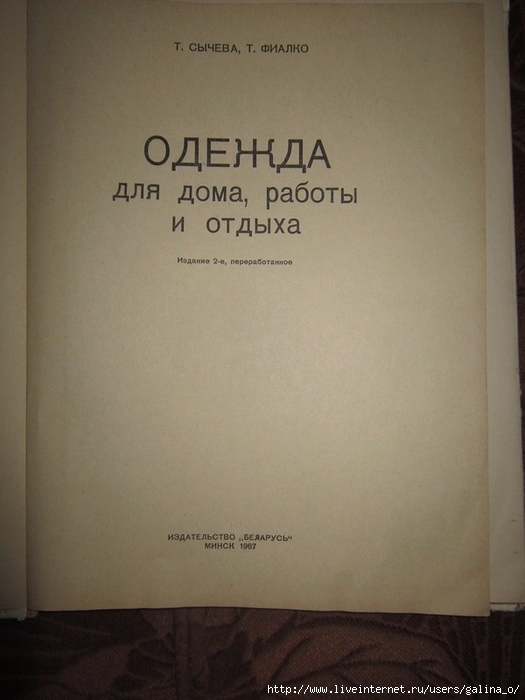 Т. СЫЧЕВА, Т. ФИАЛКО
ОДЕЖДА
для дома, работы
и отдыха
Издание 2-е, переработанное
ИЗДАТЕЛЬСТВО „БЕЛАРУСЬ“
МИНСК 1967
http://www.liveinternet.ru/users/galina_o/